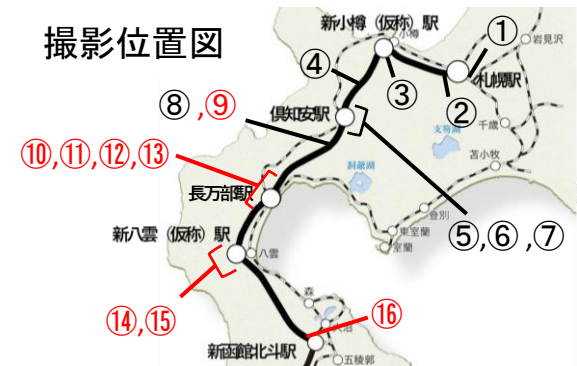 撮影位置図
新小樽（仮称）駅
小樽
①
岩見沢
④
札幌駅
③
②
⑧,⑨
倶知安駅
支笏湖
千歳
苫小牧
⑩,⑪,⑫,⑬
洞爺湖
長万部駅
登別
東室蘭
室蘭
⑤,⑥,⑦
新八雲（仮称）駅
八雲
⑭,⑮
森
⑯
大沼
新函館北斗駅
五稜郭